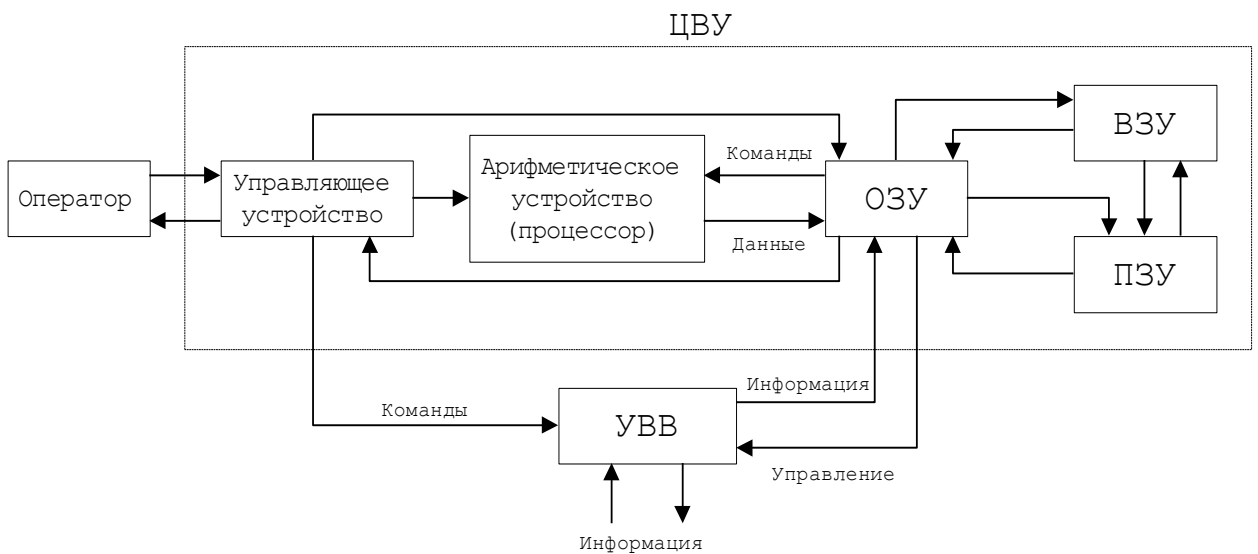 ЦВУ
ВЗУ
Команды
Арифметическое
устройство
(процессор)
Оператор
Управляющее
устройство
ОЗУ
Данные
ПЗУ
Информация
Команды
УВВ
Управление
Информация